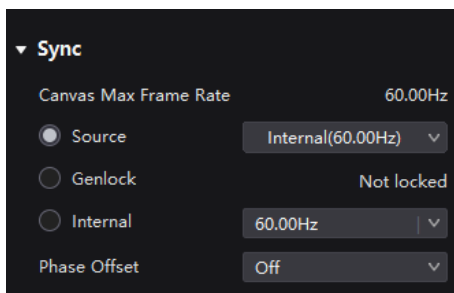 Sync
Canvas Max Frame Rate 60.00Hz
Source Internal(60.00Hz)
Genlock Not locked
Internal 60.00Hz
Phase Offset Off